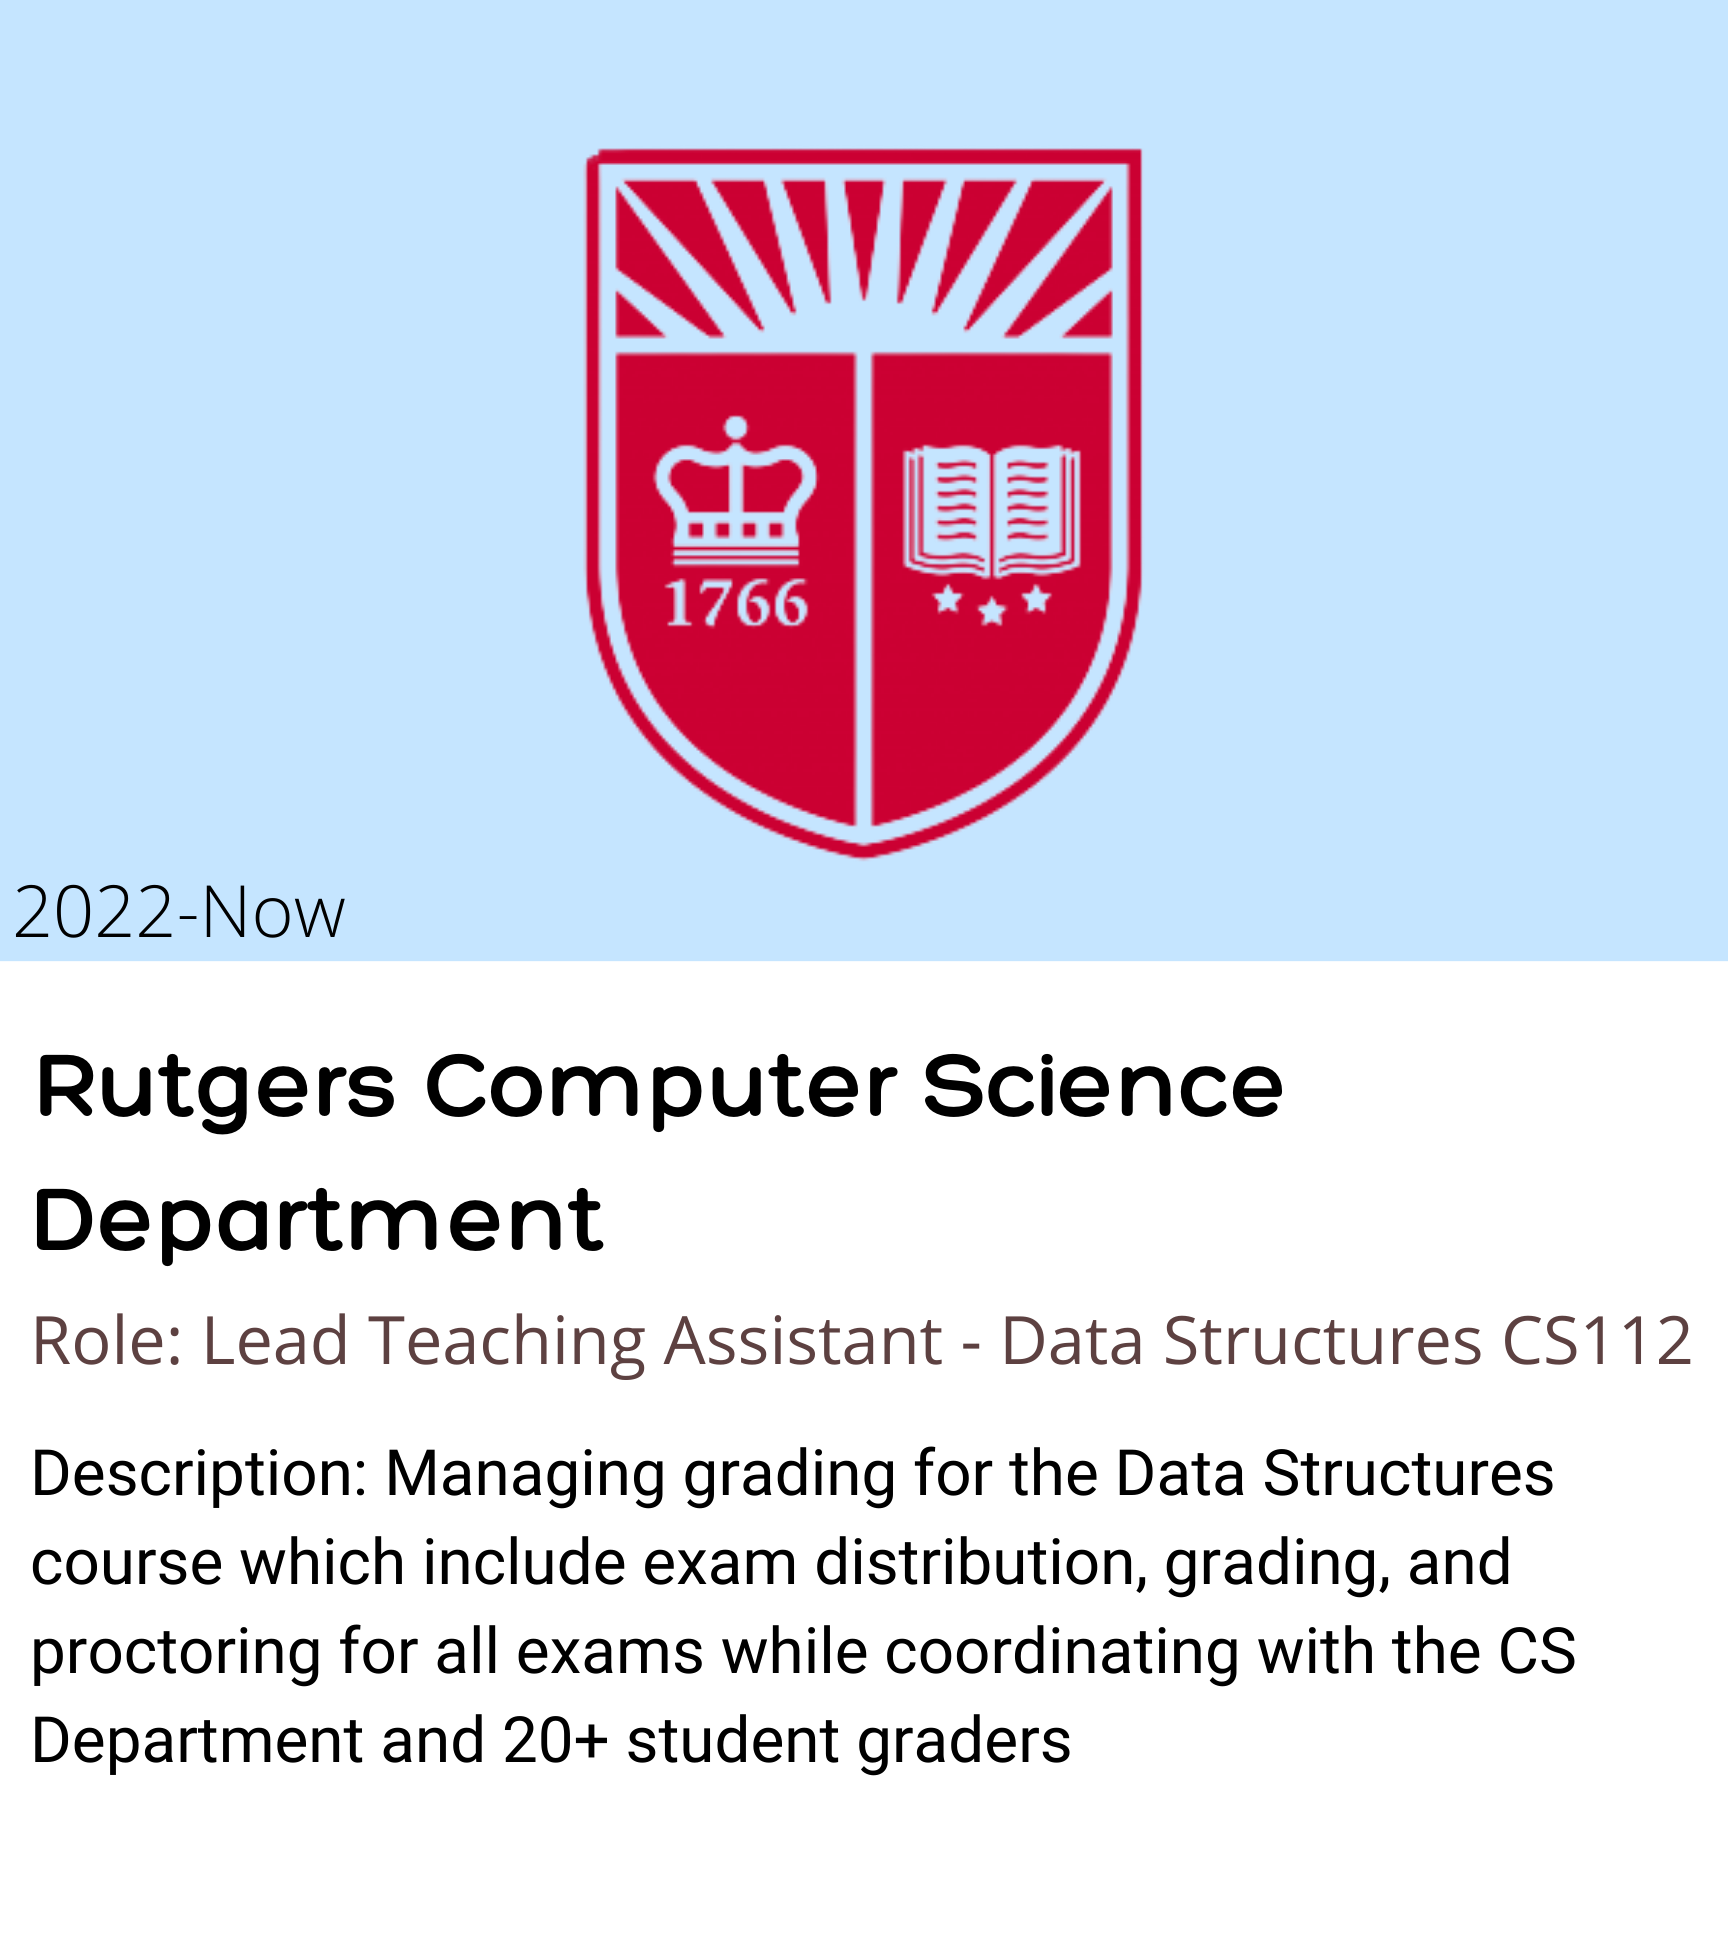 1766
2022-Now
Rutgers Computer Science
Department
Role: Lead Teaching Assistant - Data Structures CS112
Description: Managing grading for the Data Structures
course which include exam distribution, grading, and
proctoring for all exams while coordinating with the CS
Department and 20+ student graders